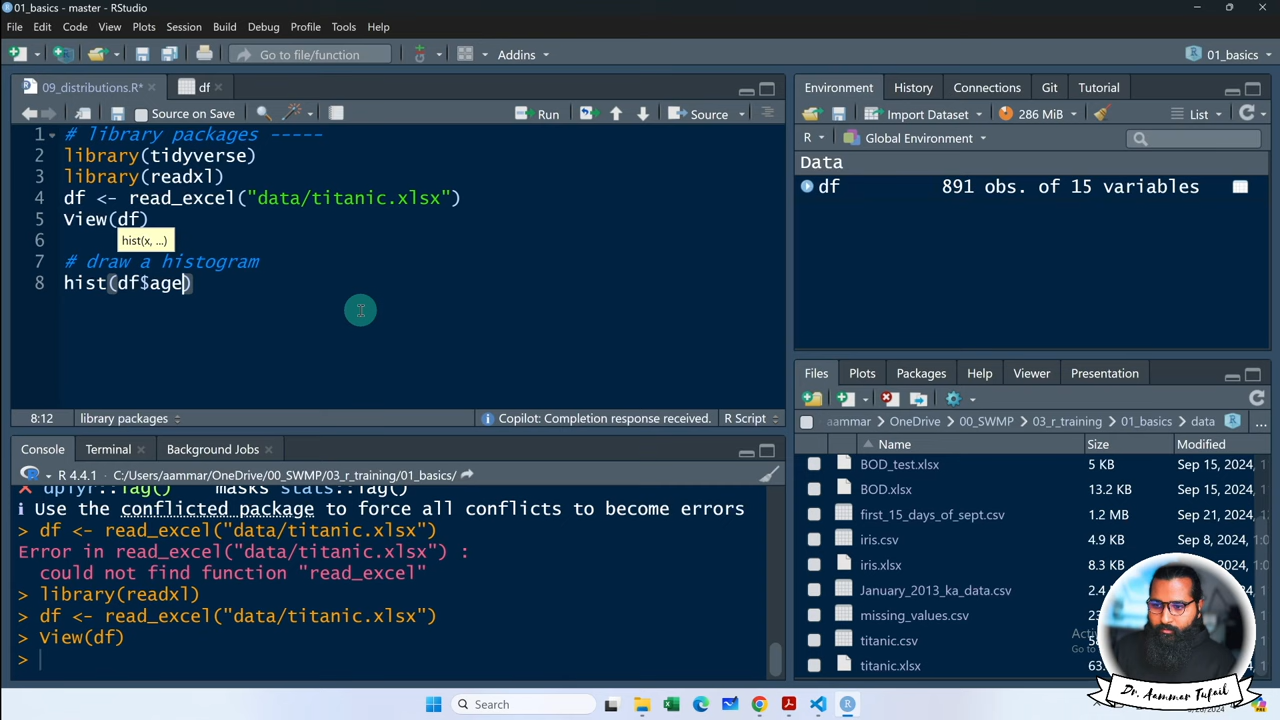 01_basics - master - RStudio
File Edit Code View Plots Session Build Debug Profile Tools Help
Go to file/function Addins 01_basics
09_distributions.R* df
Source on Save Run Source
1 # library packages -----
2 library(tidyverse)
3 library(readxl)
4 df <- read_excel("data/titanic.xlsx")
5 View(df)
6
hist(x, ...)
7 # draw a histogram
8 hist(df$age)
8:12 library packages Copilot: Completion response received. R Script
Console Terminal Background Jobs
R 4.4.1 · C:/Users/aammar/OneDrive/00_SWMP/03_r_training/01_basics/
dplyr::lag() masks stats::lag()
ℹ Use the conflicted package to force all conflicts to become errors
> df <- read_excel("data/titanic.xlsx")
Error in read_excel("data/titanic.xlsx") :
could not find function "read_excel"
> library(readxl)
> df <- read_excel("data/titanic.xlsx")
> View(df)
>
Environment History Connections Git Tutorial
Import Dataset 286 MiB List
R Global Environment
Data
df 891 obs. of 15 variables
Files Plots Packages Help Viewer Presentation
aammar OneDrive 00_SWMP 03_r_training 01_basics data ...
Name Size Modified
BOD_test.xlsx 5 KB Sep 15, 2024,
BOD.xlsx 13.2 KB Sep 15, 2024,
first_15_days_of_sept.csv 1.2 MB Sep 21, 2024,
iris.csv 4.9 KB Sep 8, 2024,
iris.xlsx 8.3 KB Sep 15, 2024,
January_2013_ka_data.csv 2.4
missing_values.csv 23
titanic.csv
titanic.xlsx 63.
Dr. Aammar Tufail
Search